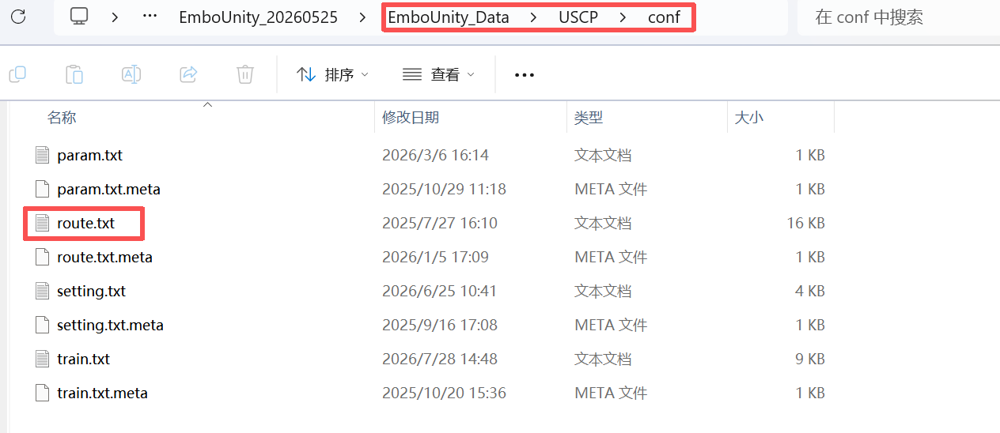 EmboUnity_20260525 > EmboUnity_Data > USCP > conf
在 conf 中搜索
排序 查看
名称 修改日期 类型 大小
param.txt 2026/3/6 16:14 文本文档 1 KB
param.txt.meta 2025/10/29 11:18 META 文件 1 KB
route.txt 2025/7/27 16:10 文本文档 16 KB
route.txt.meta 2026/1/5 17:09 META 文件 1 KB
setting.txt 2026/6/25 10:41 文本文档 4 KB
setting.txt.meta 2025/9/16 17:08 META 文件 1 KB
train.txt 2026/7/28 14:48 文本文档 9 KB
train.txt.meta 2025/10/20 15:36 META 文件 1 KB